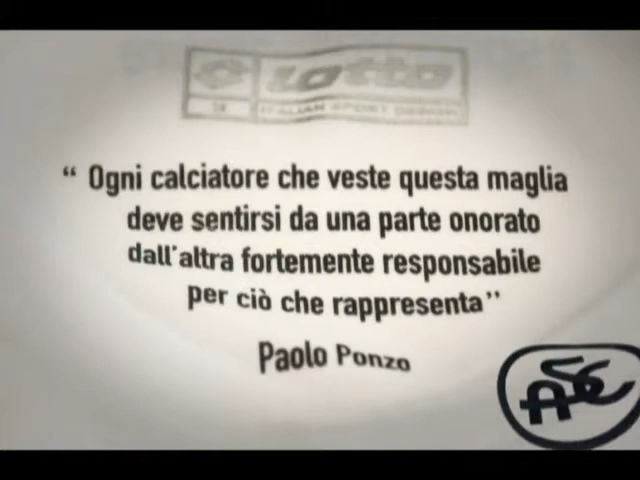 Lotto
ITALIAN SPORT DESIGN
“ Ogni calciatore che veste questa maglia
deve sentirsi da una parte onorato
dall'altra fortemente responsabile
per ciò che rappresenta”
Paolo Ponzo
ASC